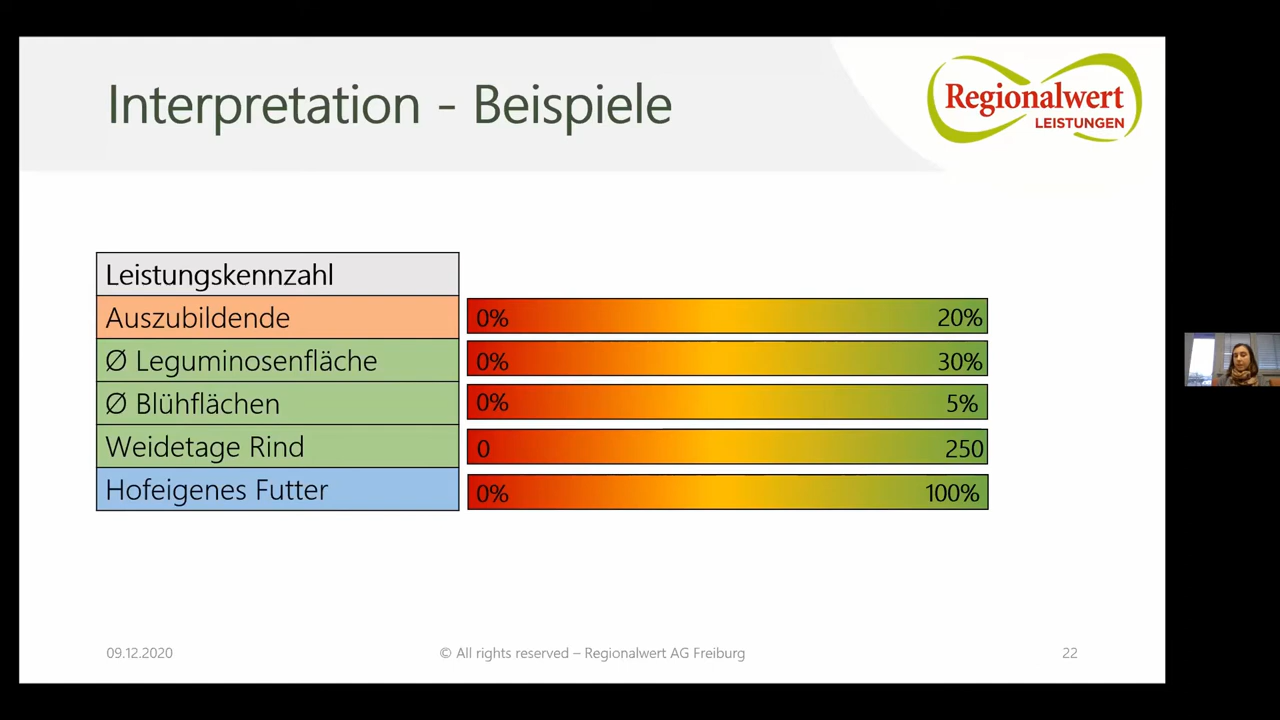 Interpretation - Beispiele
Regionalwert
LEISTUNGEN
Leistungskennzahl
Auszubildende 0% 20%
Ø Leguminosenfläche 0% 30%
Ø Blühflächen 0% 5%
Weidetage Rind 0 250
Hofeigenes Futter 0% 100%
09.12.2020 © All rights reserved – Regionalwert AG Freiburg 22